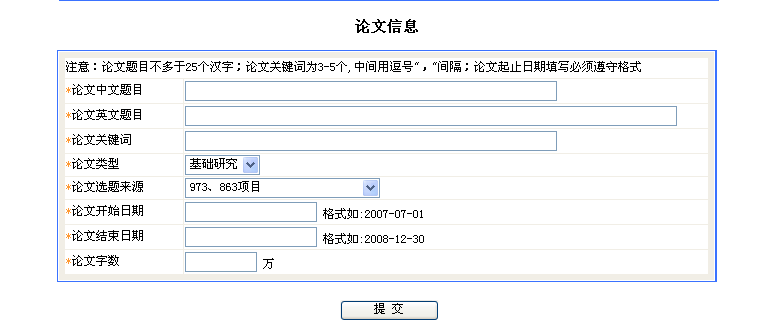 论文信息
注意：论文题目不多于25个汉字；论文关键词为3-5个,中间用逗号“，”间隔；论文起止日期填写必须遵守格式
*论文中文题目
*论文英文题目
*论文关键词
*论文类型 基础研究
*论文选题来源 973、863项目
*论文开始日期 格式如:2007-07-01
*论文结束日期 格式如:2008-12-30
*论文字数 万
提 交